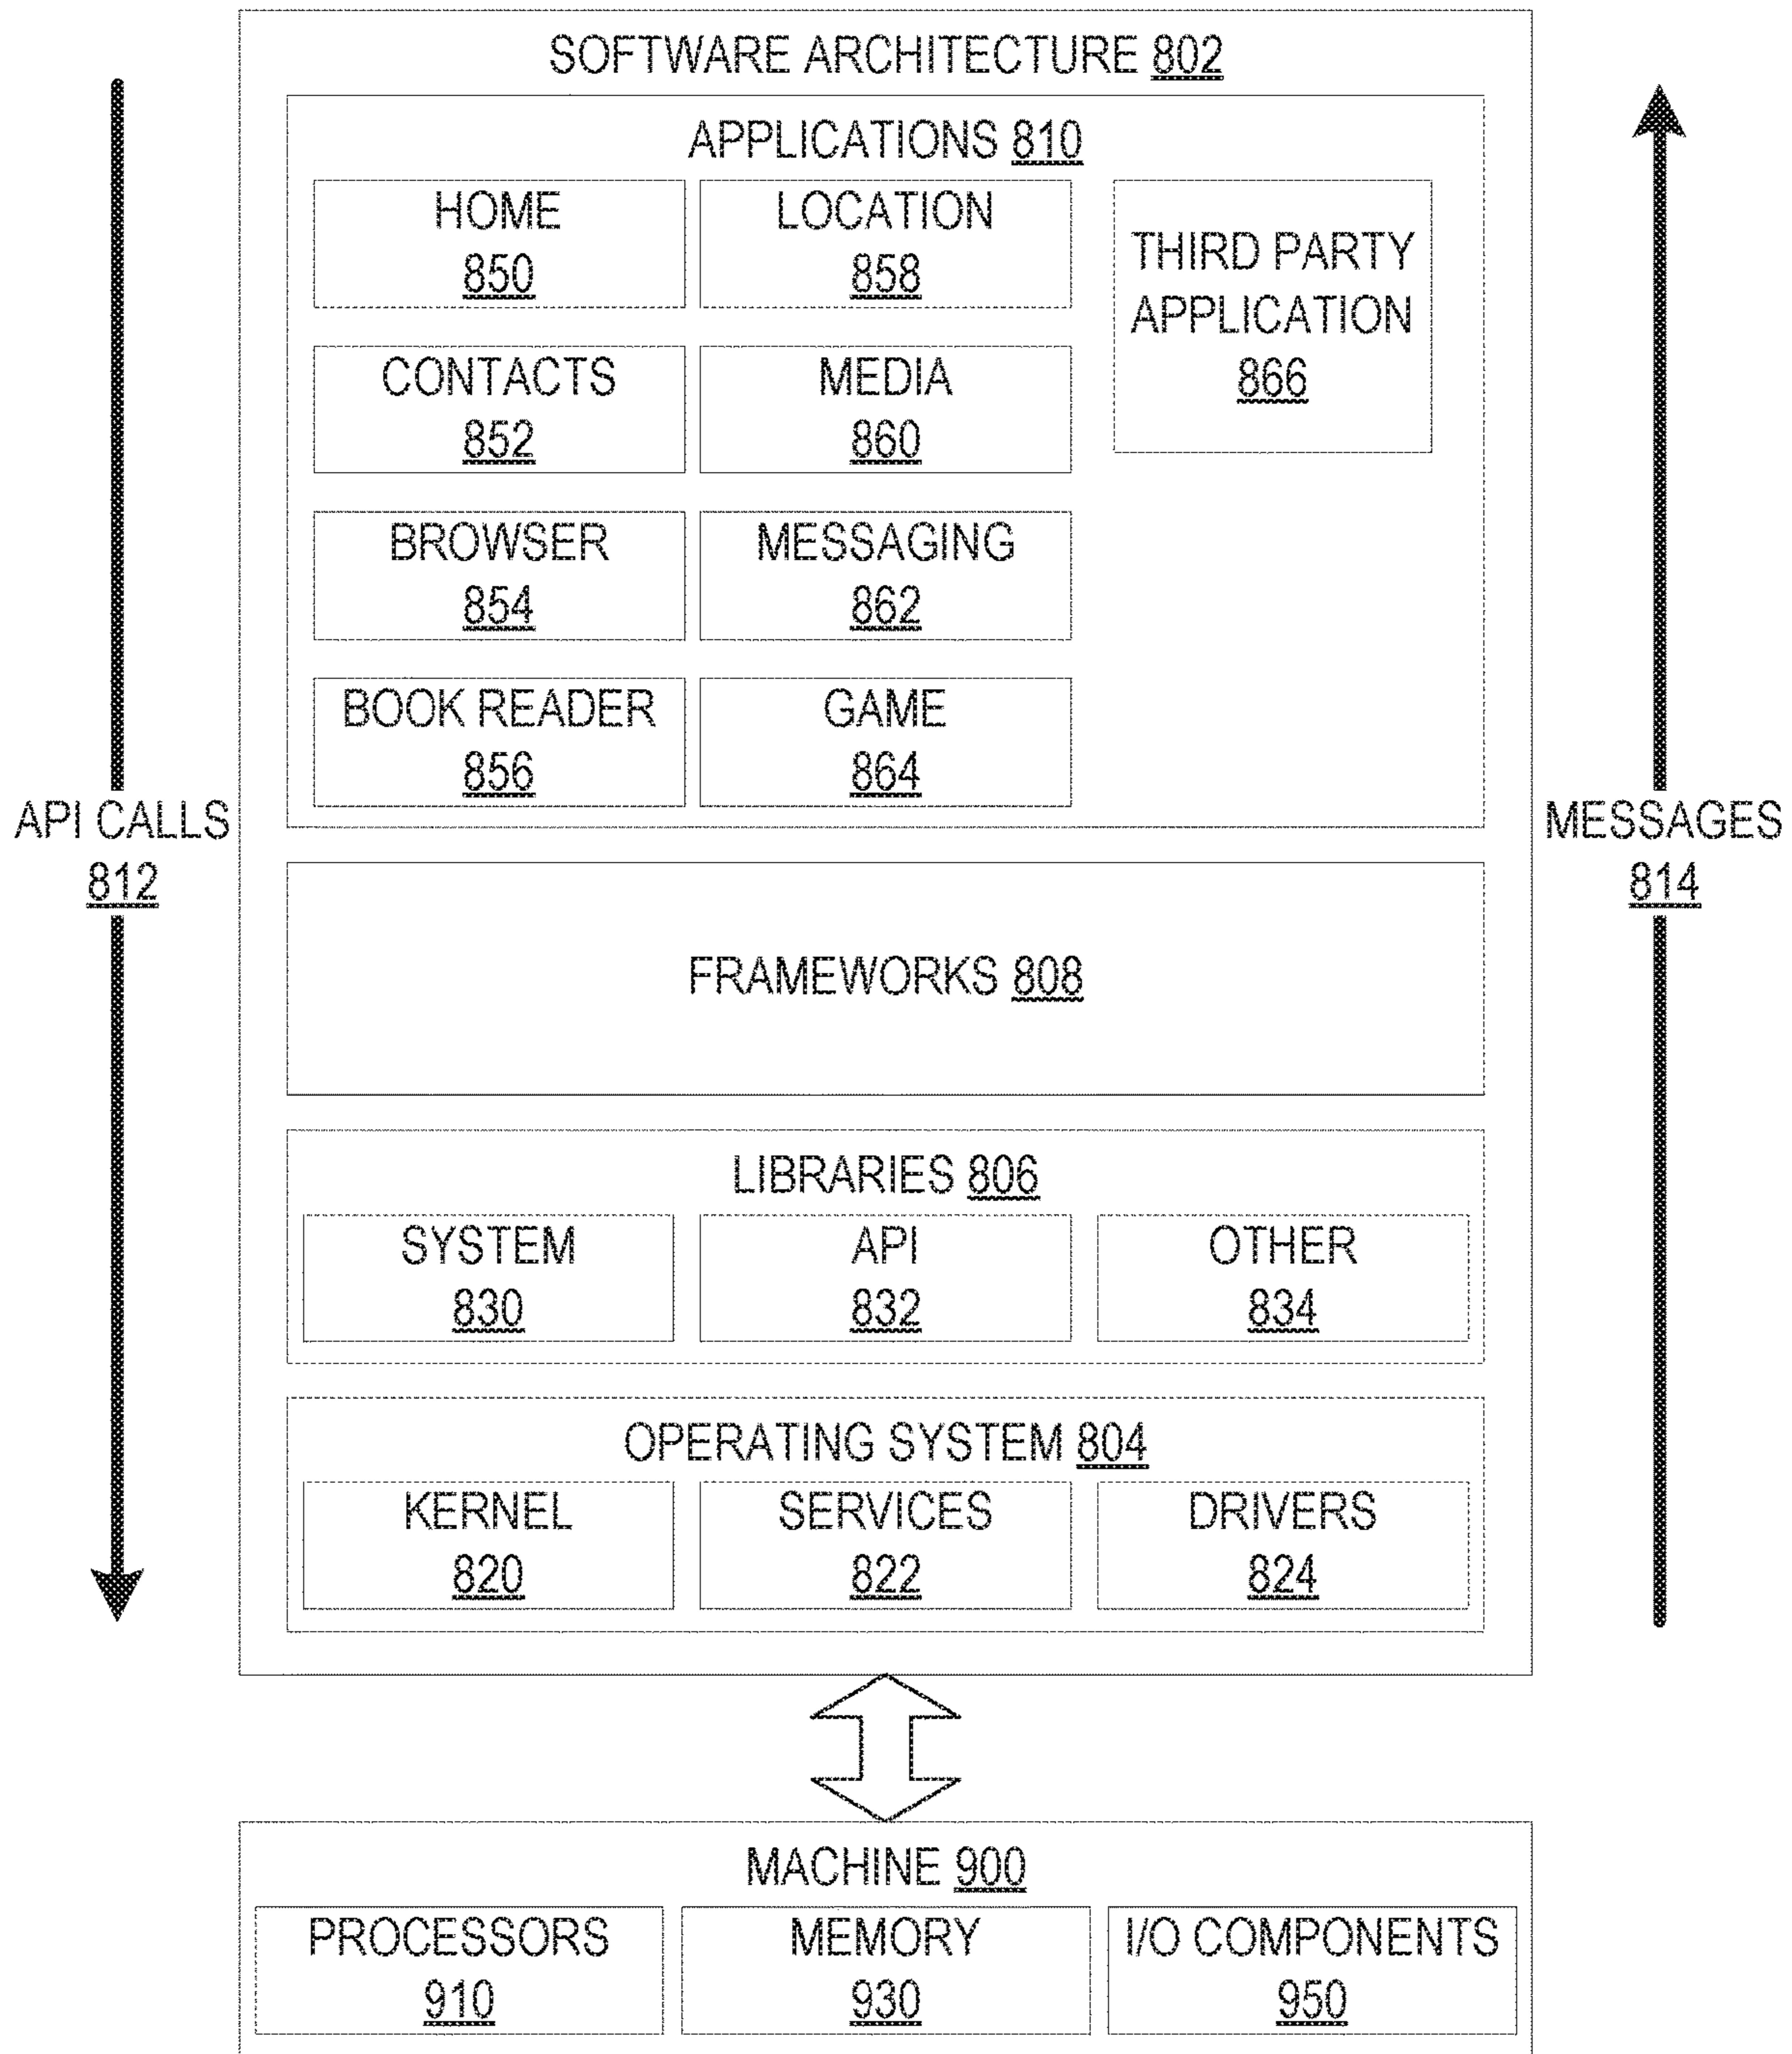 SOFTWARE ARCHITECTURE 802
APPLICATIONS 810
HOME
850
LOCATION
858
THIRD PARTY
APPLICATION
866
CONTACTS
852
MEDIA
860
BROWSER
854
MESSAGING
862
BOOK READER
856
GAME
864
API CALLS
812
MESSAGES
814
FRAMEWORKS 808
LIBRARIES 806
SYSTEM
830
API
832
OTHER
834
OPERATING SYSTEM 804
KERNEL
820
SERVICES
822
DRIVERS
824
MACHINE 900
PROCESSORS
910
MEMORY
930
I/O COMPONENTS
950